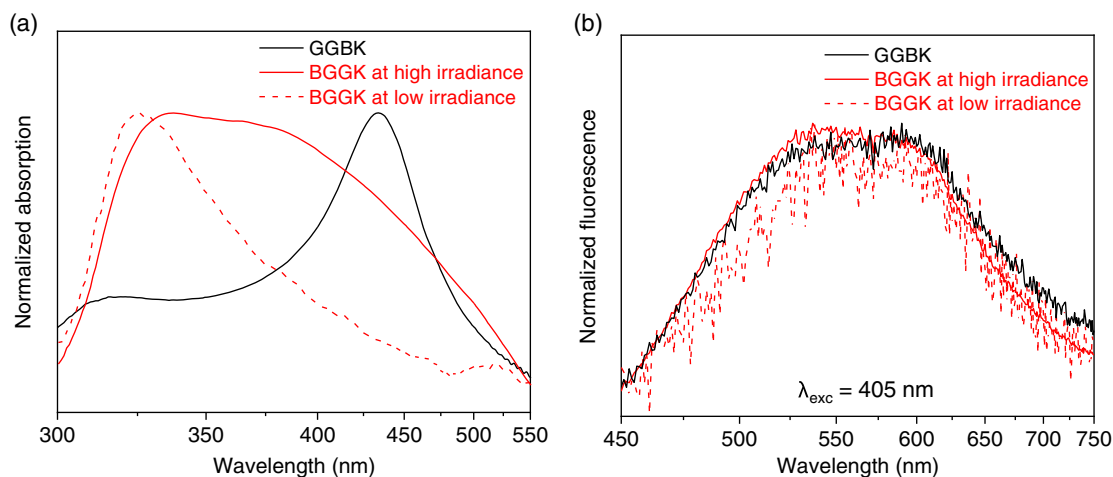 (a)
GGBK
BGGK at high irradiance
BGGK at low irradiance
Normalized absorption
300 350 400 450 500 550
Wavelength (nm)
(b)
GGBK
BGGK at high irradiance
BGGK at low irradiance
Normalized fluorescence
λexc = 405 nm
450 500 550 600 650 700 750
Wavelength (nm)